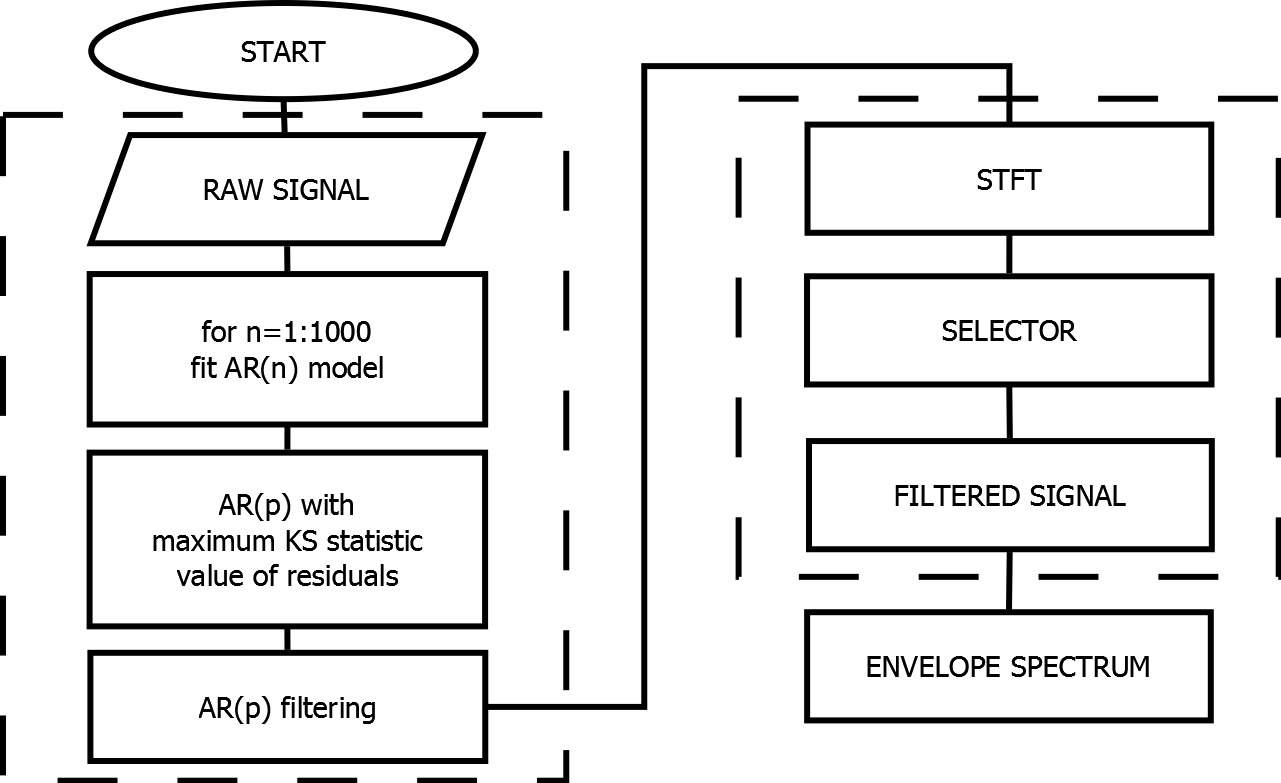 START
RAW SIGNAL
for n=1:1000
fit AR(n) model
AR(p) with
maximum KS statistic
value of residuals
AR(p) filtering
STFT
SELECTOR
FILTERED SIGNAL
ENVELOPE SPECTRUM